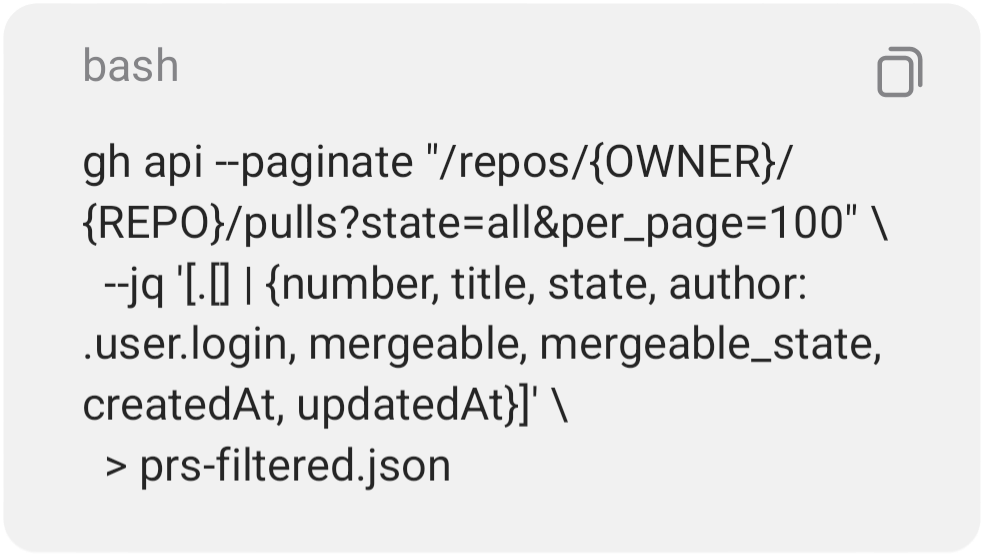 bash
gh api --paginate "/repos/{OWNER}/
{REPO}/pulls?state=all&per_page=100" \
  --jq '[.[] | {number, title, state, author:
.user.login, mergeable, mergeable_state,
createdAt, updatedAt}]' \
  > prs-filtered.json